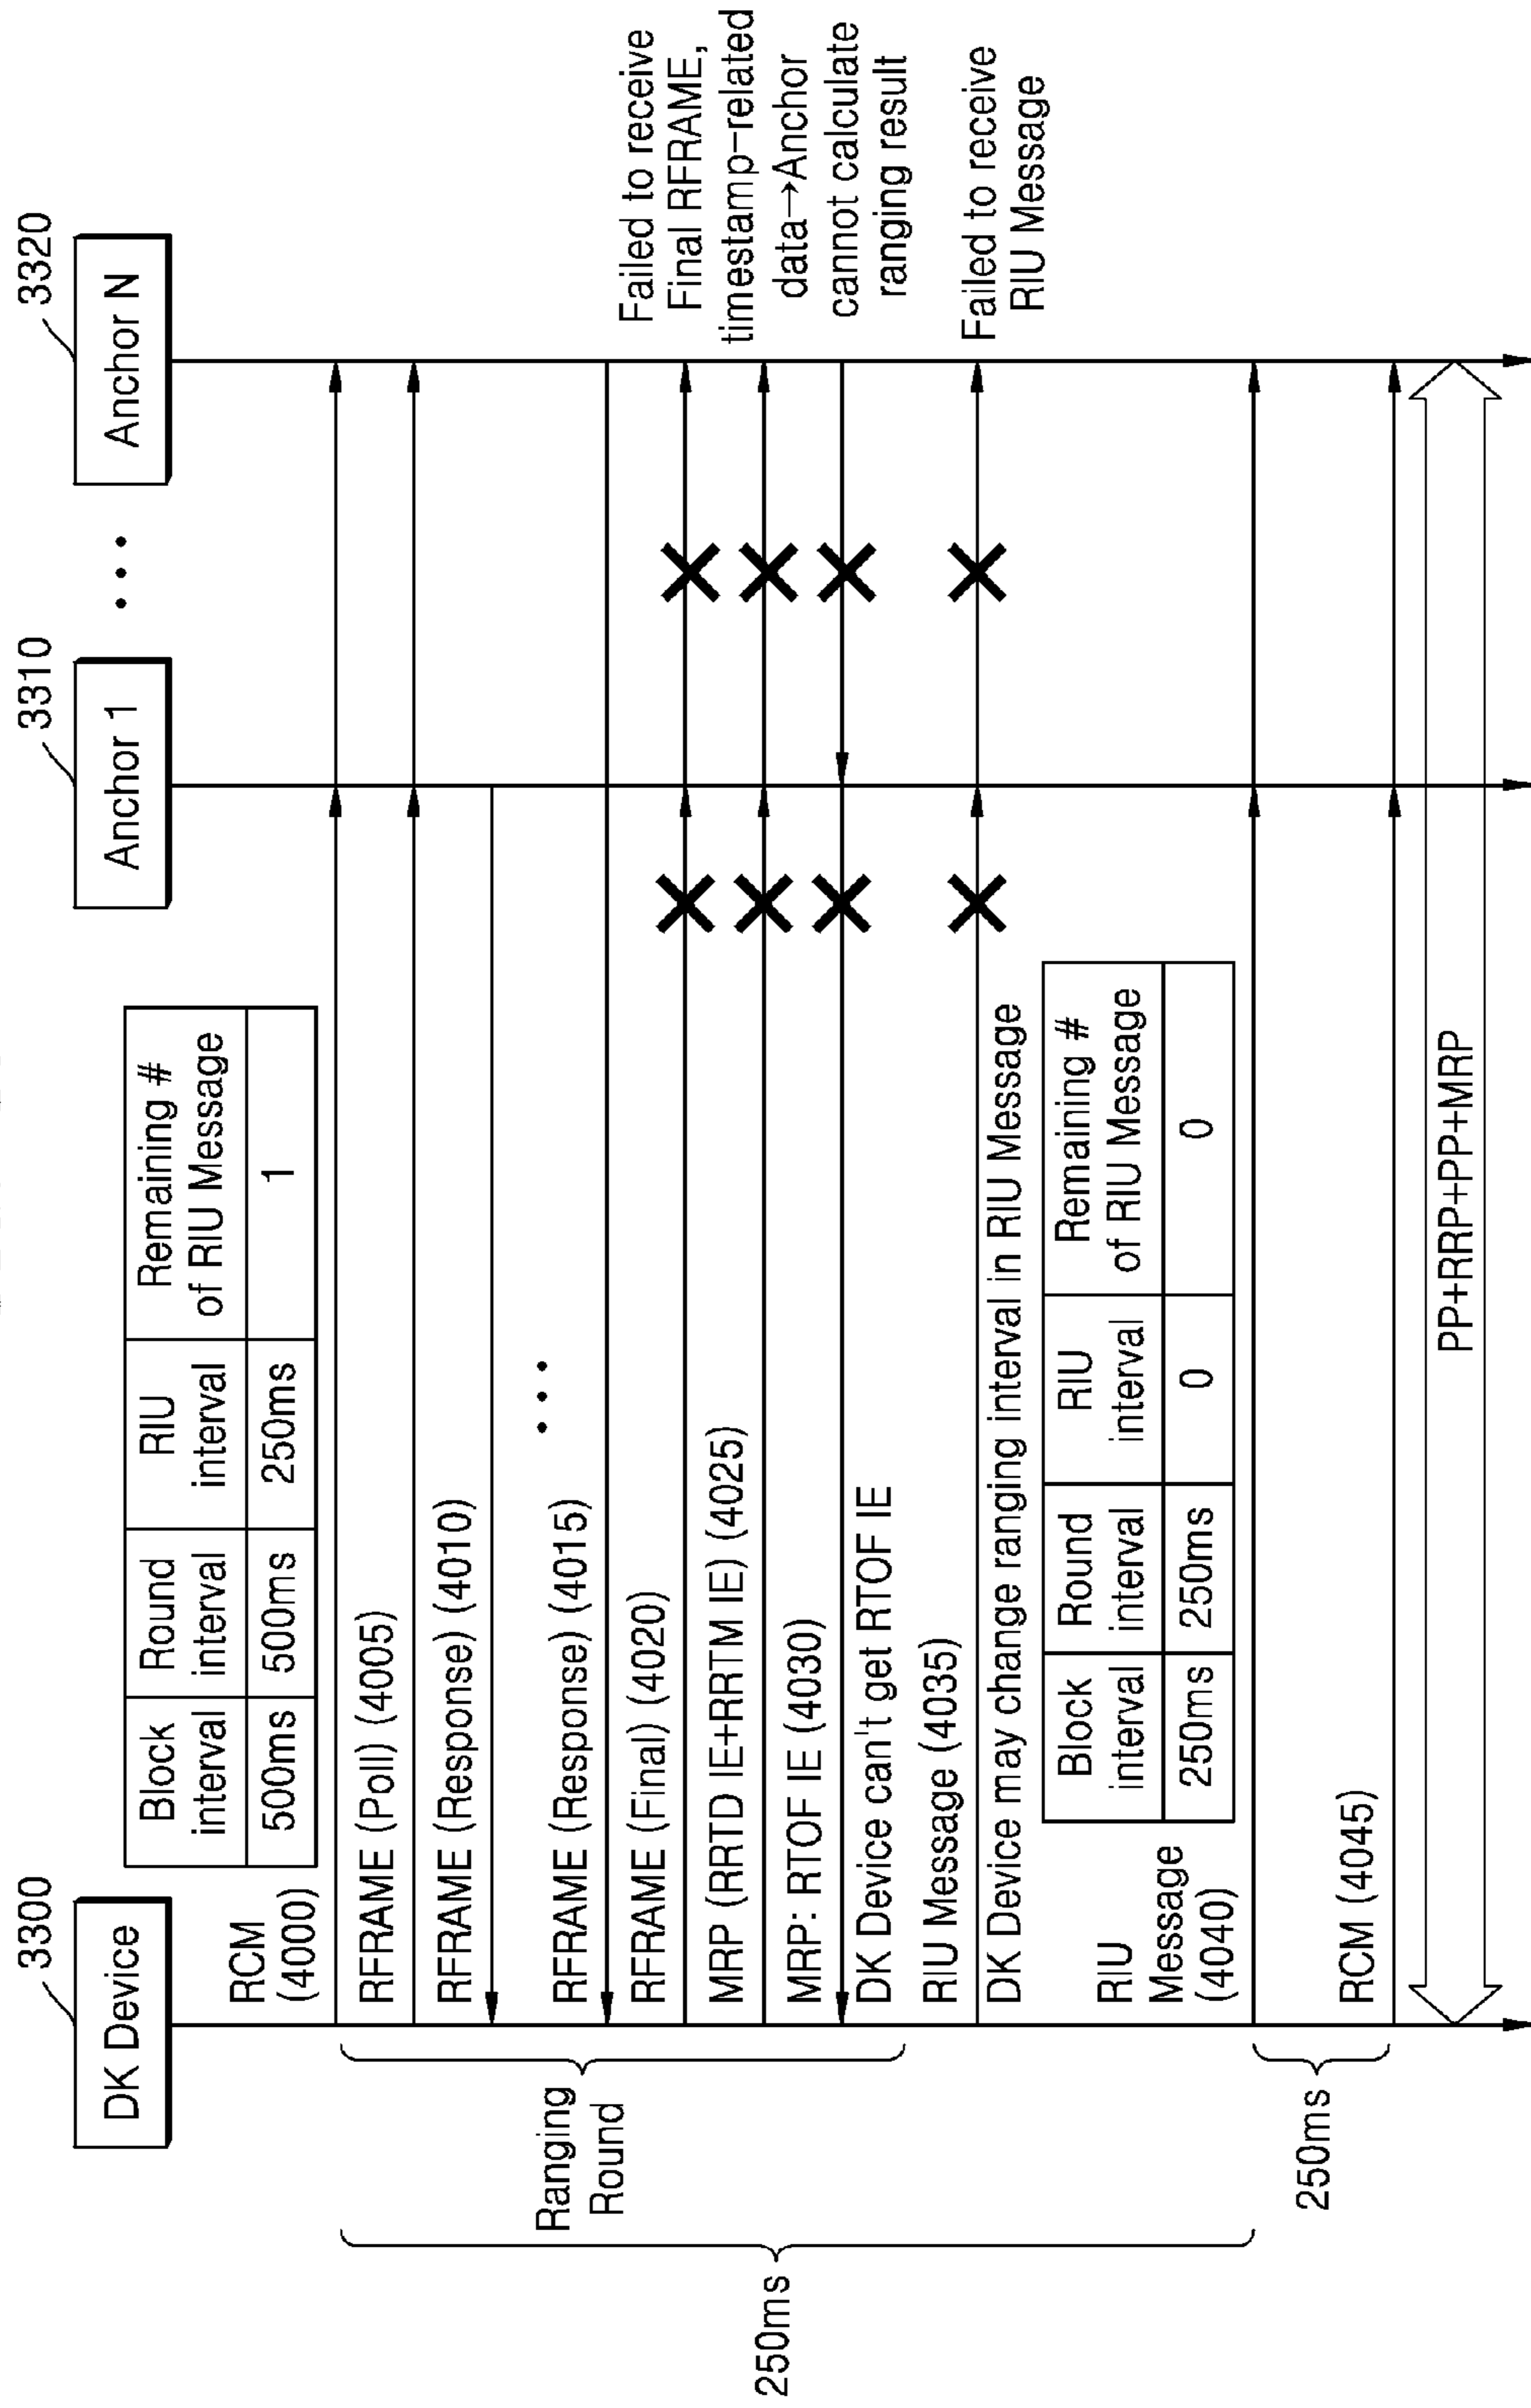 3300
DK Device
3310
Anchor 1
3320
Anchor N
RCM
(4000)
Block interval
Round interval
RIU interval
Remaining # of RIU Message
500ms
500ms
250ms
1
RFRAME (Poll) (4005)
RFRAME (Response) (4010)
RFRAME (Response) (4015)
RFRAME (Final) (4020)
MRP (RRTD IE+RRTM IE) (4025)
MRP: RTOF IE (4030)
DK Device can't get RTOF IE
Failed to receive
Final RFRAME,
timestamp-related
data→Anchor
cannot calculate
ranging result
RIU Message (4035)
Failed to receive
RIU Message
DK Device may change ranging interval in RIU Message
RIU
Message
(4040)
Block interval
Round interval
RIU interval
Remaining # of RIU Message
250ms
250ms
0
0
RCM (4045)
PP+RRP+PP+MRP
Ranging
Round
250ms
250ms